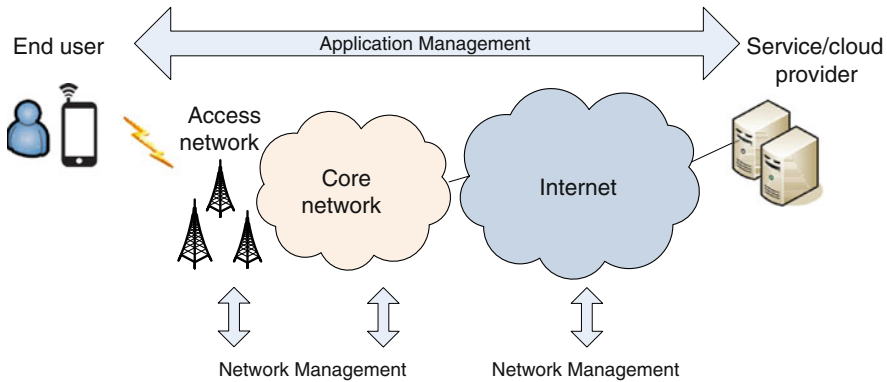 Application Management
End user
Service/cloud
provider
Access
network
Core
network
Internet
Network Management
Network Management